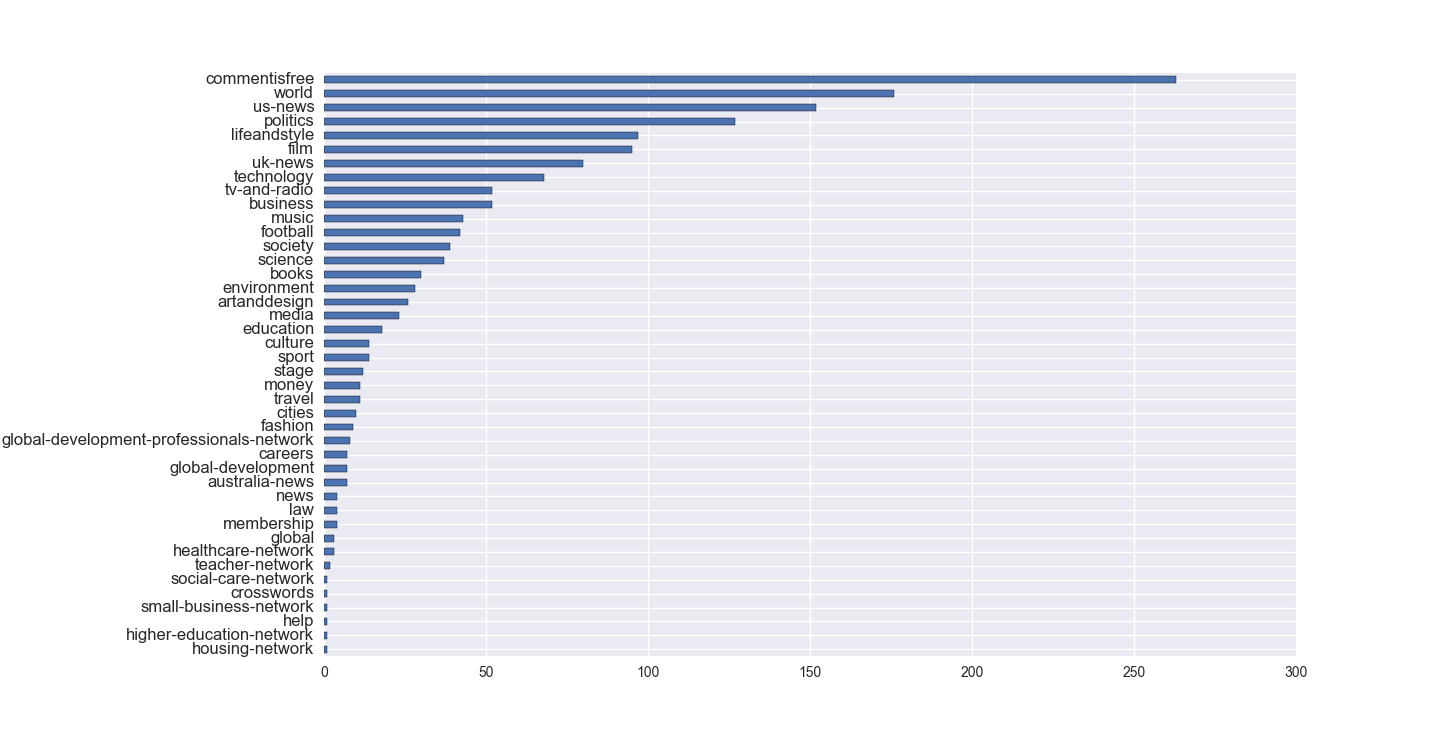 commentisfree
world
us-news
politics
lifeandstyle
film
uk-news
technology
tv-and-radio
business
music
football
society
science
books
environment
artanddesign
media
education
culture
sport
stage
money
travel
cities
fashion
global-development-professionals-network
careers
global-development
australia-news
news
law
membership
global
healthcare-network
teacher-network
social-care-network
crosswords
small-business-network
help
higher-education-network
housing-network
0 50 100 150 200 250 300